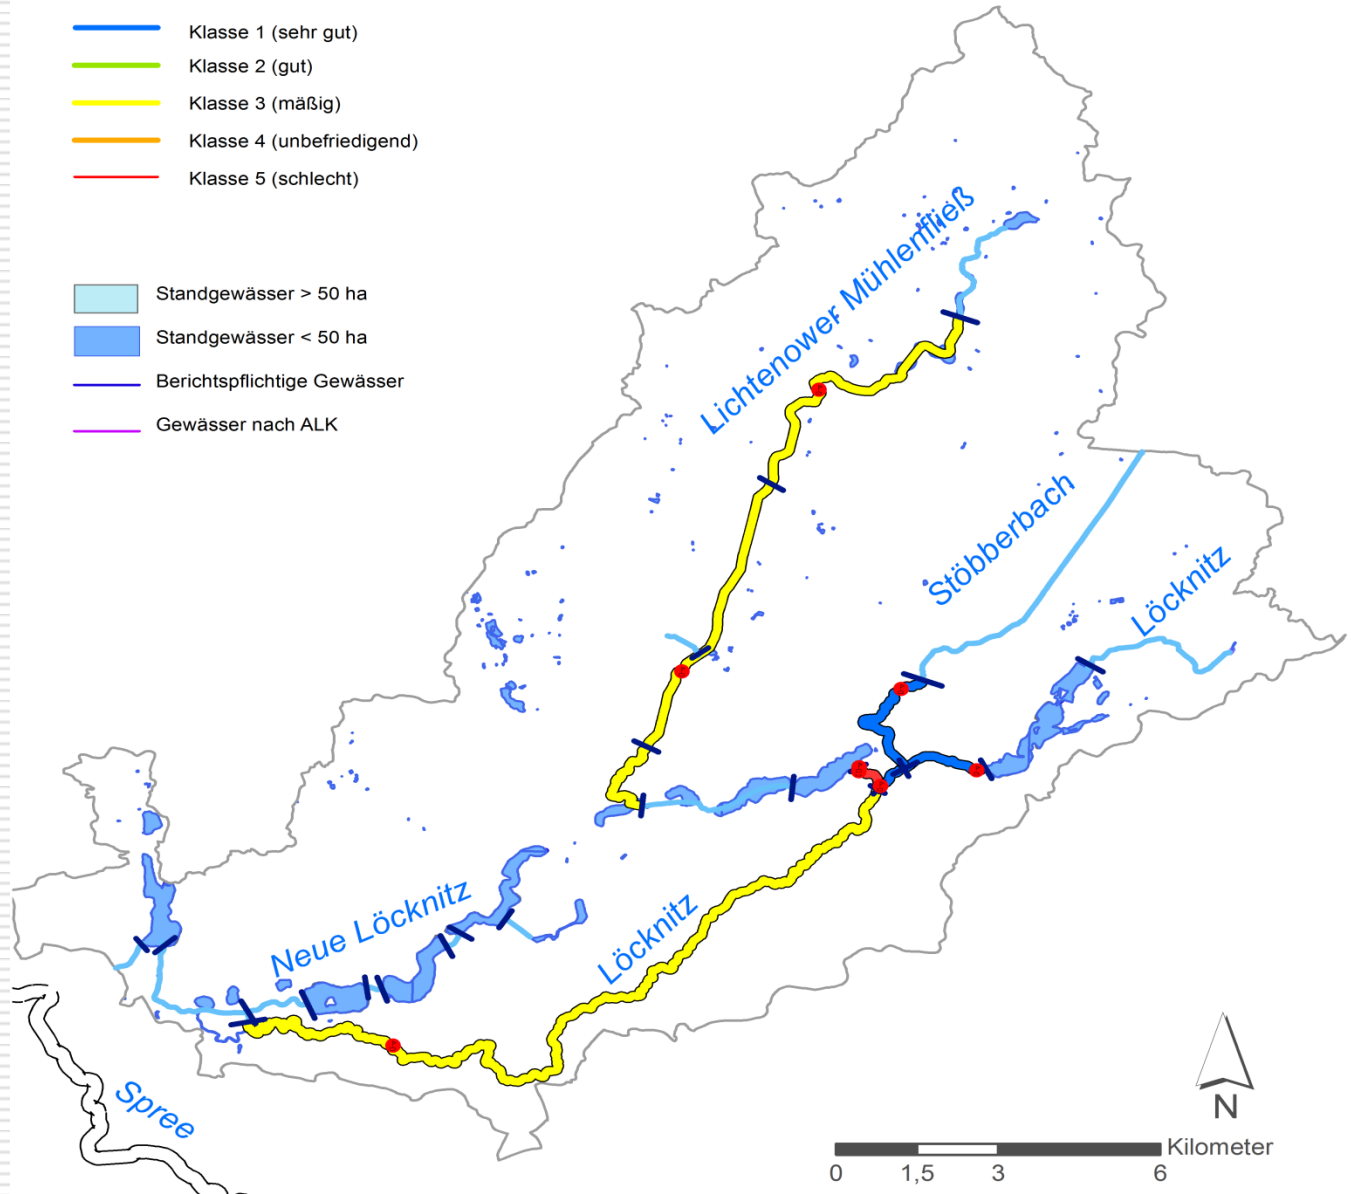 Klasse 1 (sehr gut)
Klasse 2 (gut)
Klasse 3 (mäßig)
Klasse 4 (unbefriedigend)
Klasse 5 (schlecht)
Standgewässer > 50 ha
Standgewässer < 50 ha
Berichtspflichtige Gewässer
Gewässer nach ALK
Lichtenower Mühlenfließ
Stöbberbach
Löcknitz
Neue Löcknitz
Löcknitz
Spree
N
Kilometer
0 1,5 3 6